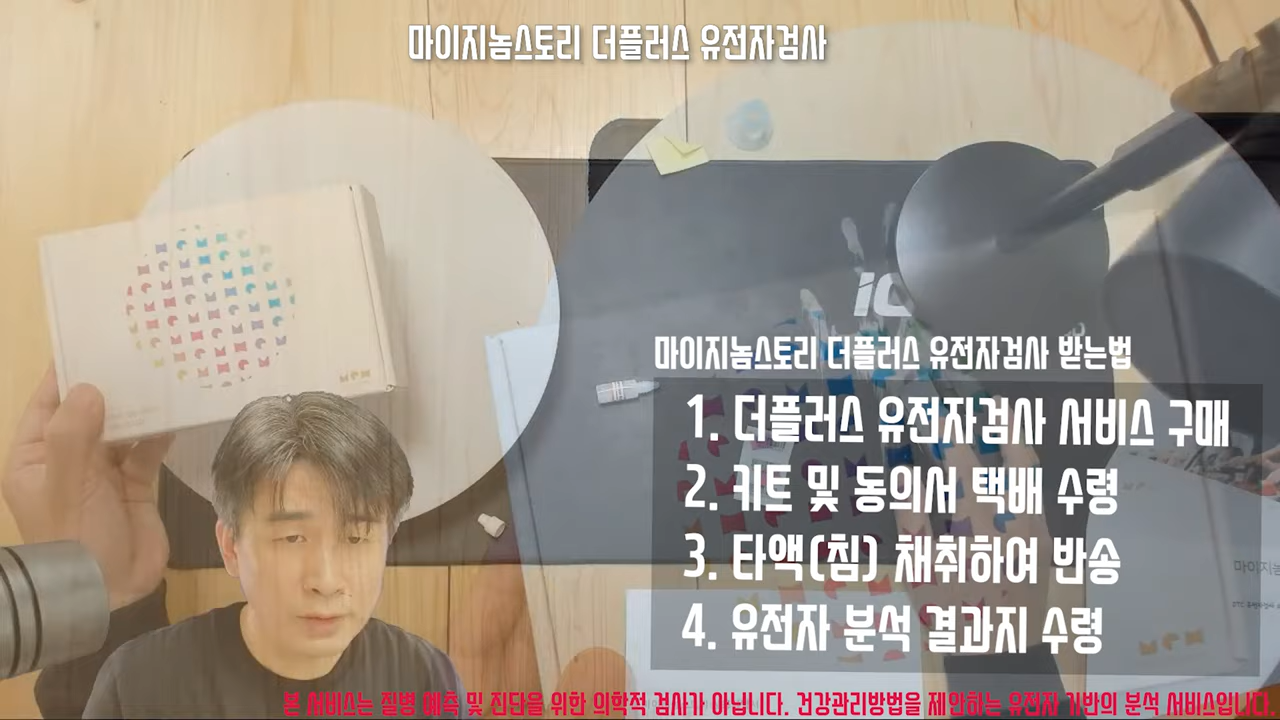 마이지놈스토리 더플러스 유전자검사
IC
마이지놈스토리 더플러스 유전자검사 받는법
1. 더플러스 유전자검사 서비스 구매
2. 키트 및 동의서 택배 수령
3. 타액(침) 채취하여 반송
4. 유전자 분석 결과지 수령
마이지놈
본 서비스는 질병 예측 및 진단을 위한 의학적 검사가 아닙니다. 건강관리방법을 제안하는 유전자 기반의 분석 서비스입니다.